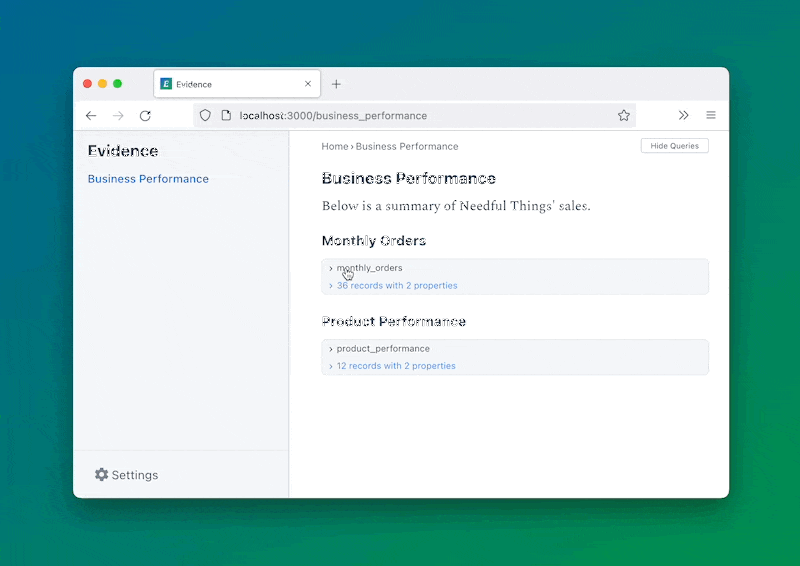 Evidence
localhost:3000/business_performance
Evidence
Business Performance
Settings
Home › Business Performance
Hide Queries
Business Performance
Below is a summary of Needful Things' sales.
Monthly Orders
monthly_orders
36 records with 2 properties
Product Performance
product_performance
12 records with 2 properties